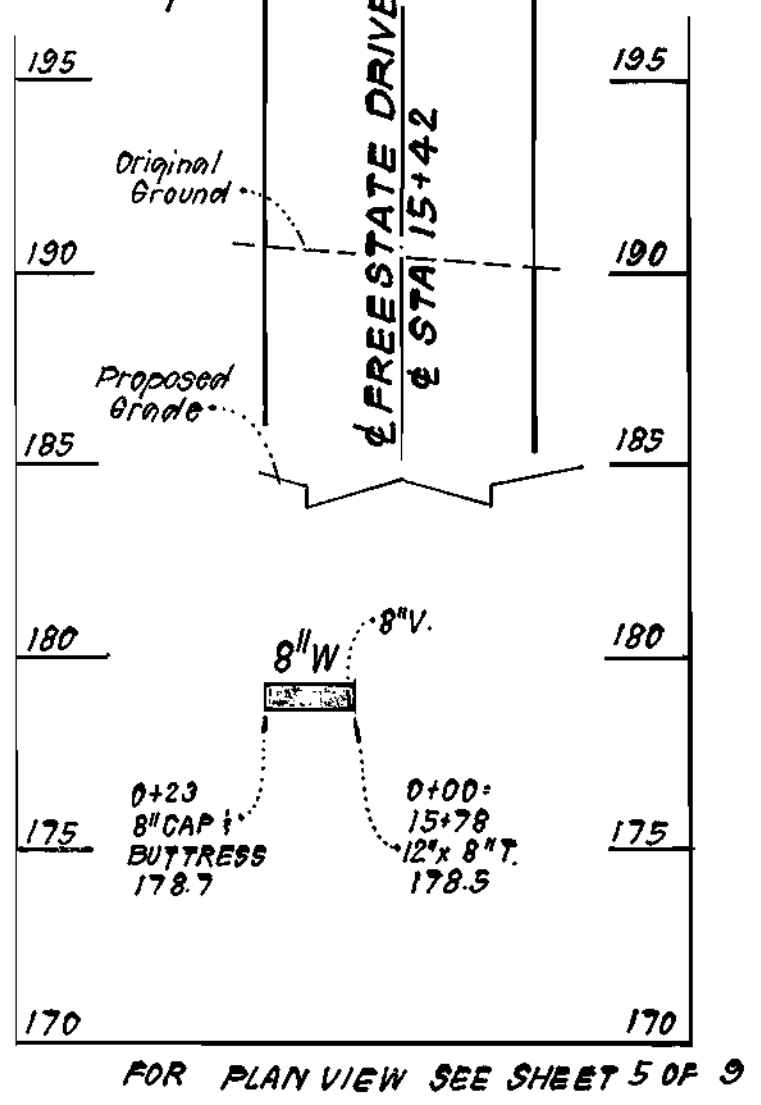 195
195
Original
Ground
190
190
℄ FREESTATE DRIVE
℄ STA 15+42
Proposed
Grade
185
185
180
180
8"V.
8"W
0+23
8" CAP &
BUTTRESS
178.7
0+00=
15+78
12"x 8"T.
178.5
175
175
170
170
FOR PLAN VIEW SEE SHEET 5 OF 9